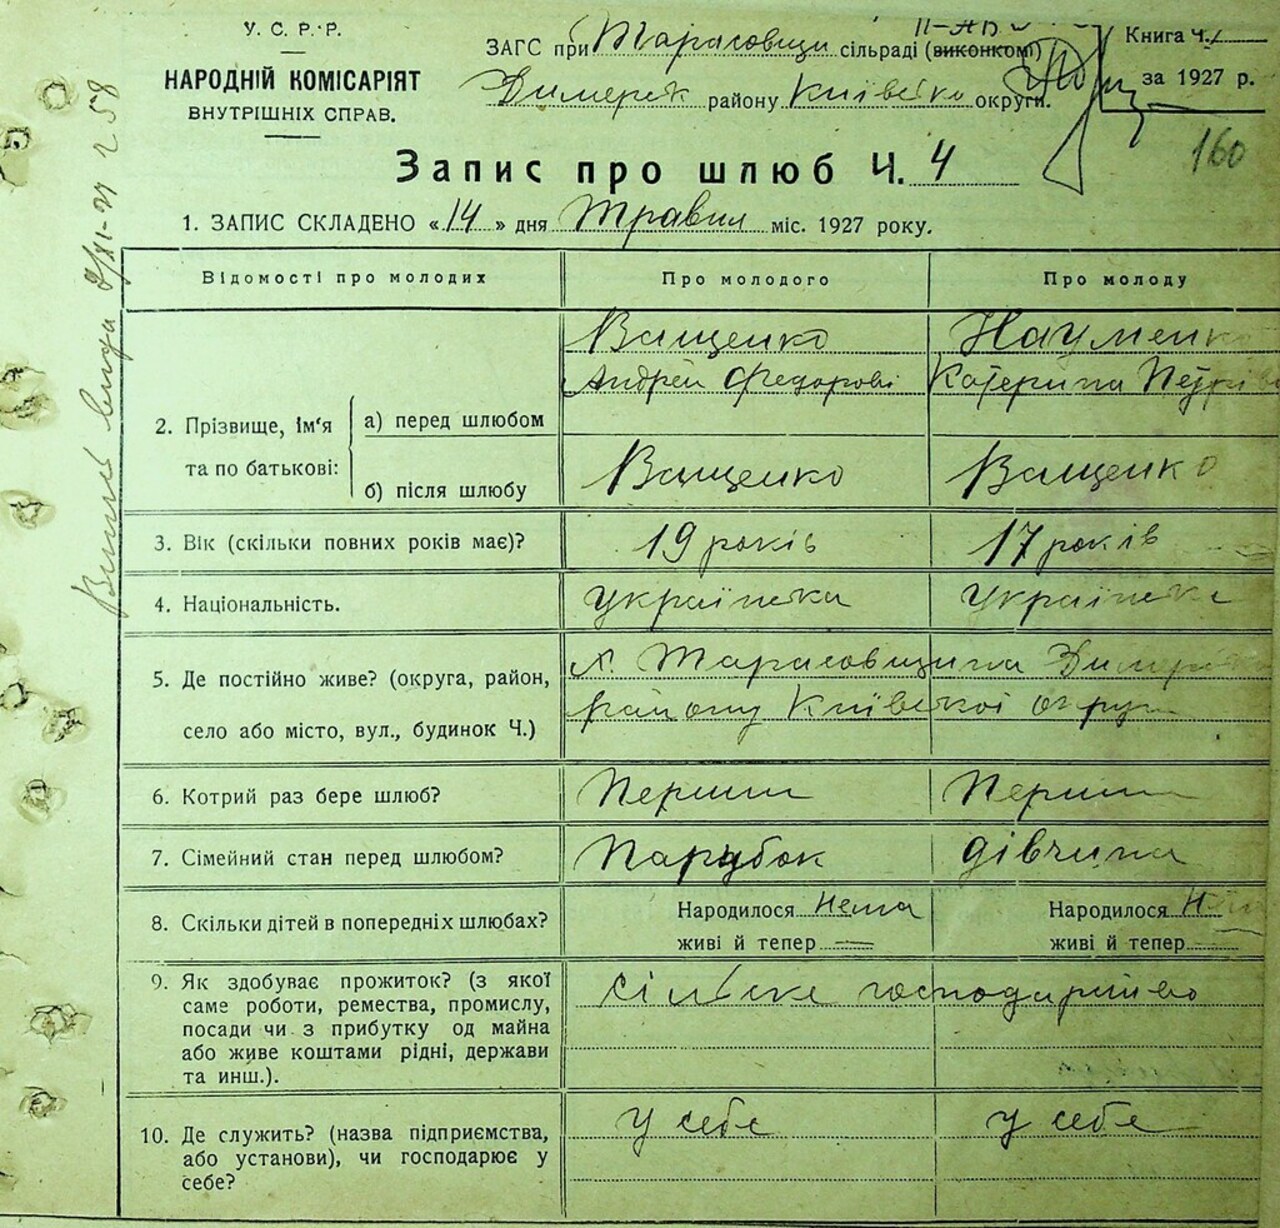 У. С. Р. Р.
НАРОДНІЙ КОМІСАРІЯТ
ВНУТРІШНІХ СПРАВ.
ЗАГС при Тарасовщи сільраді (виконкомі)
Димерск району Київсько округи.
Книга Ч. 1
за 1927 р.
160
Запис про шлюб Ч. 4
1. ЗАПИС СКЛАДЕНО «14» дня Травня міс. 1927 року.
Відомості про молодих Про молодого Про молоду
2. Прізвище, ім‘я та по батькові:
а) перед шлюбом
Ващенко Науменко
Андрей Федорові Катерина Петрів
б) після шлюбу Ващенко Ващенко
3. Вік (скільки повних років має)? 19 років 17 років
4. Національність. Українська Українська
5. Де постійно живе? (округа, район, село або місто, вул., будинок Ч.)
Тарасовщина Димерс
району Київської округи
6. Котрий раз бере шлюб? Перший Перший
7. Сімейний стан перед шлюбом? Парубок дівчина
8. Скільки дітей в попередніх шлюбах? Народилося Нема Народилося Нема
живі й тепер — живі й тепер —
9. Як здобуває прожиток? (з якої саме роботи, ремества, промислу, посади чи з прибутку од майна або живе коштами рідні, держави та инш.).
Сільске господарство
10. Де служить? (назва підприємства, або установи), чи господарює у себе?
У себе У себе